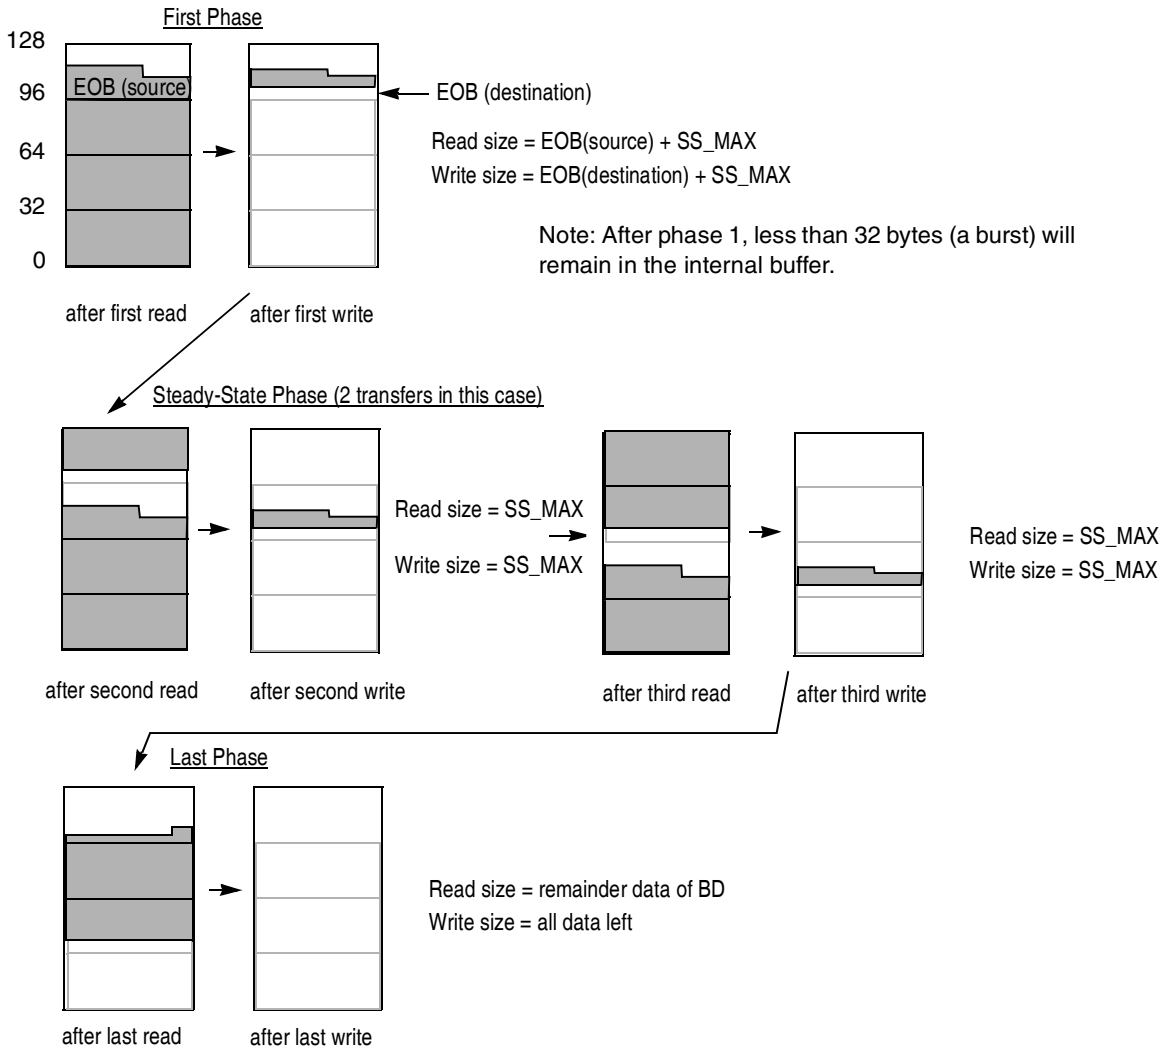 First Phase
128
96
64
32
0
EOB (source)
EOB (destination)
Read size = EOB(source) + SS_MAX
Write size = EOB(destination) + SS_MAX
Note: After phase 1, less than 32 bytes (a burst) will
remain in the internal buffer.
after first read
after first write
Steady-State Phase (2 transfers in this case)
Read size = SS_MAX
Write size = SS_MAX
Read size = SS_MAX
Write size = SS_MAX
after second read
after second write
after third read
after third write
Last Phase
Read size = remainder data of BD
Write size = all data left
after last read
after last write